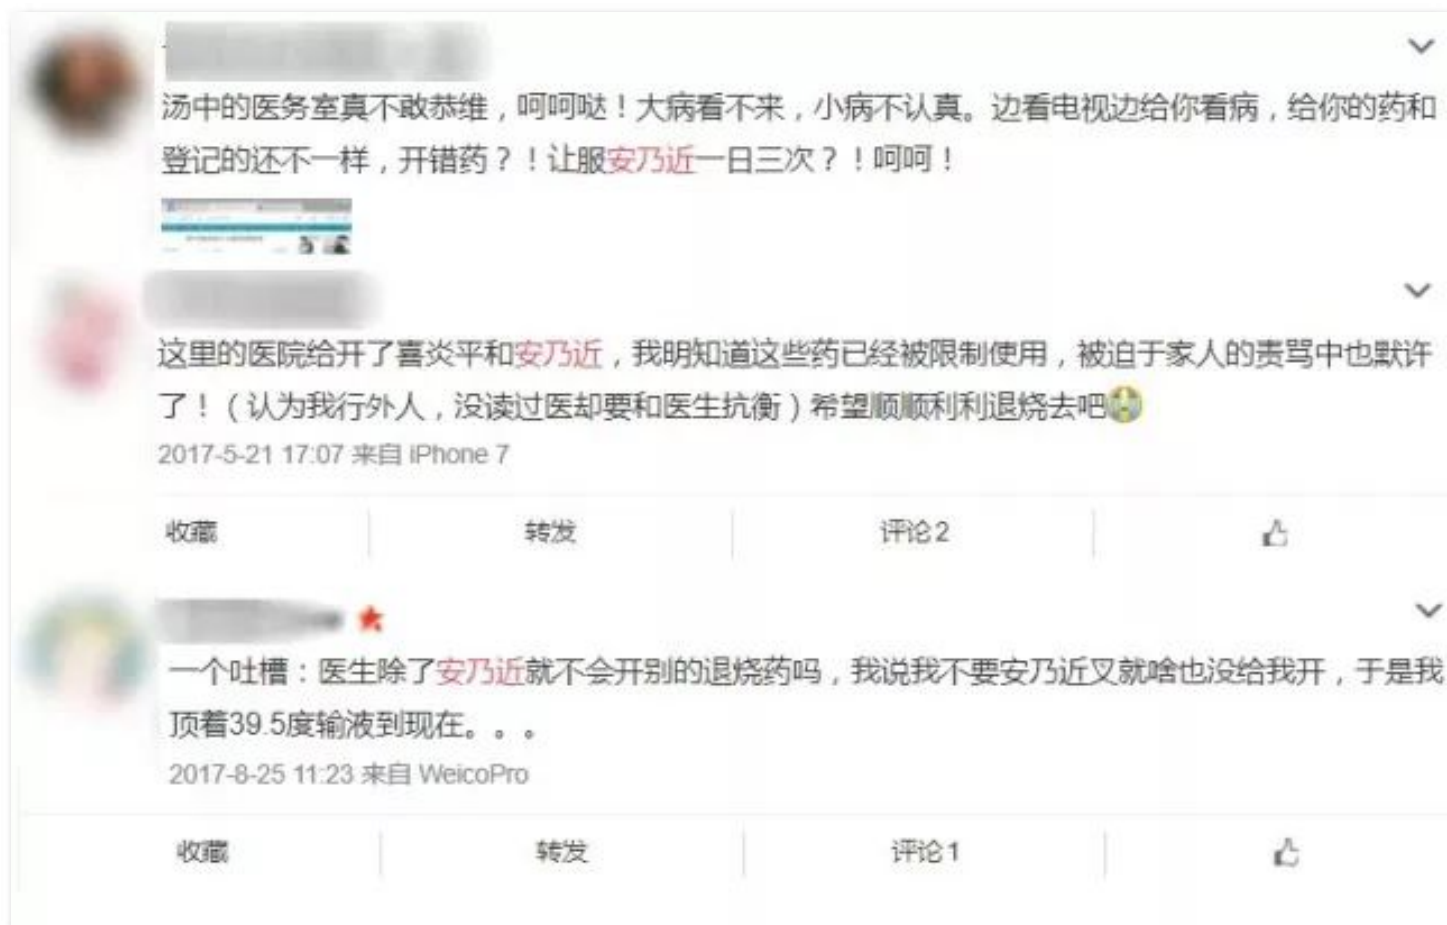 汤中的医务室真不敢恭维，呵呵哒！大病看不来，小病不认真。边看电视边给你看病，给你的药和
登记的还不一样，开错药？！让服安乃近一日三次？！呵呵！
这里的医院给开了喜炎平和安乃近，我明知道这些药已经被限制使用，被迫于家人的责骂中也默许
了！（认为我行外人，没读过医却要和医生抗衡）希望顺顺利利退烧去吧
2017-5-21 17:07 来自 iPhone 7
收藏 转发 评论2
一个吐槽：医生除了安乃近就不会开别的退烧药吗，我说我不要安乃近叉就啥也没给我开，于是我
顶着39.5度输液到现在。。。
2017-8-25 11:23 来自 WeicoPro
收藏 转发 评论1